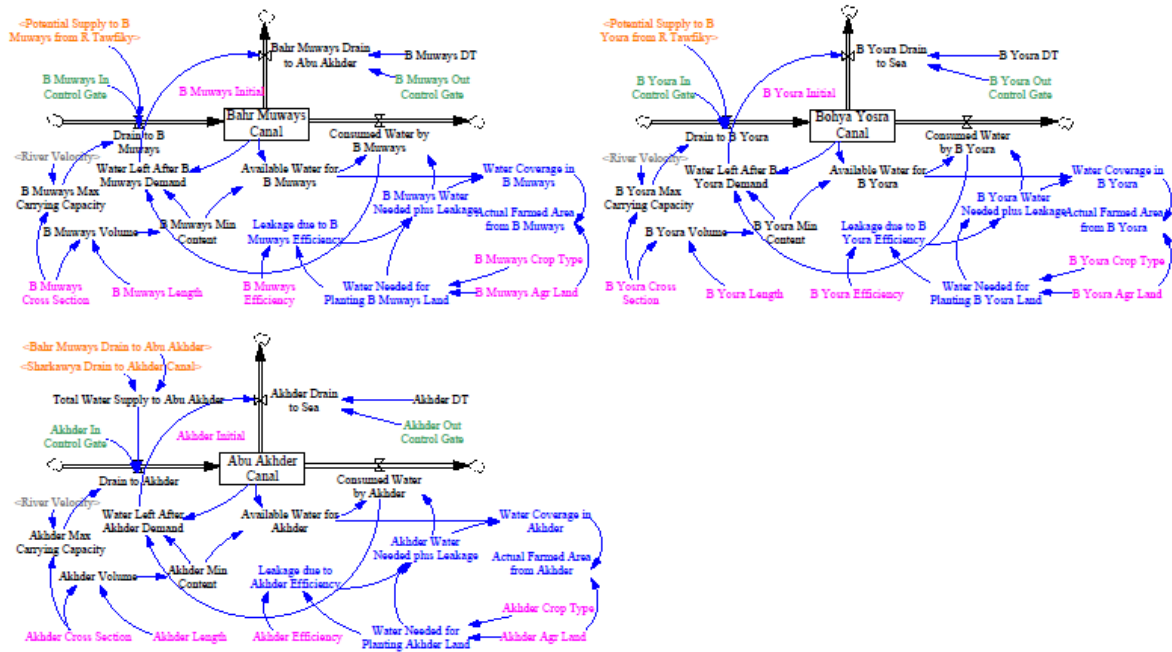 <Potential Supply to B
Muways from R Tawfiky>
Bahr Muways Drain
to Abu Akhder
B Muways DT
B Muways In
Control Gate
B Muways Initial
B Muways Out
Control Gate
Bahr Muways
Canal
Drain to B
Muways
Consumed Water by
B Muways
<River Velocity>
Water Left After B
Muways Demand
Available Water for
B Muways
Water Coverage in
B Muways
B Muways Max
Carrying Capacity
B Muways Water
Needed plus Leakage
Actual Farmed Area
from B Muways
B Muways Volume
B Muways Min
Content
Leakage due to B
Muways Efficiency
B Muways Crop Type
B Muways
Cross Section
B Muways Length
B Muways
Efficiency
Water Needed for
Planting B Muways Land
B Muways Agr Land
<Potential Supply to B
Yosra from R Tawfiky>
B Yosra Drain
to Sea
B Yosra DT
B Yosra In
Control Gate
B Yosra Initial
B Yosra Out
Control Gate
Bohya Yosra
Canal
Drain to B Yosra
Consumed Water
by B Yosra
<River Velocity>
Water Left After B
Yosra Demand
Available Water for
B Yosra
Water Coverage in
B Yosra
B Yosra Max
Carrying Capacity
B Yosra Water
Needed plus Leakage
Actual Farmed Area
from B Yosra
B Yosra Volume
B Yosra Min
Content
Leakage due to B
Yosra Efficiency
B Yosra Crop Type
B Yosra Cross
Section
B Yosra Length
B Yosra Efficiency
Water Needed for
Planting B Yosra Land
B Yosra Agr Land
<Bahr Muways Drain to Abu Akhder>
<Sharkawya Drain to Akhder Canal>
Total Water Supply to Abu Akhder
Akhder Drain
to Sea
Akhder DT
Akhder In
Control Gate
Akhder Initial
Akhder Out
Control Gate
Abu Akhder
Canal
Drain to Akhder
Consumed Water
by Akhder
<River Velocity>
Water Left After
Akhder Demand
Available Water for
Akhder
Water Coverage in
Akhder
Akhder Max
Carrying Capacity
Akhder Water
Needed plus Leakage
Actual Farmed Area
from Akhder
Akhder Volume
Akhder Min
Content
Leakage due to
Akhder Efficiency
Akhder Crop Type
Akhder Cross Section
Akhder Length
Akhder Efficiency
Water Needed for
Planting Akhder Land
Akhder Agr Land